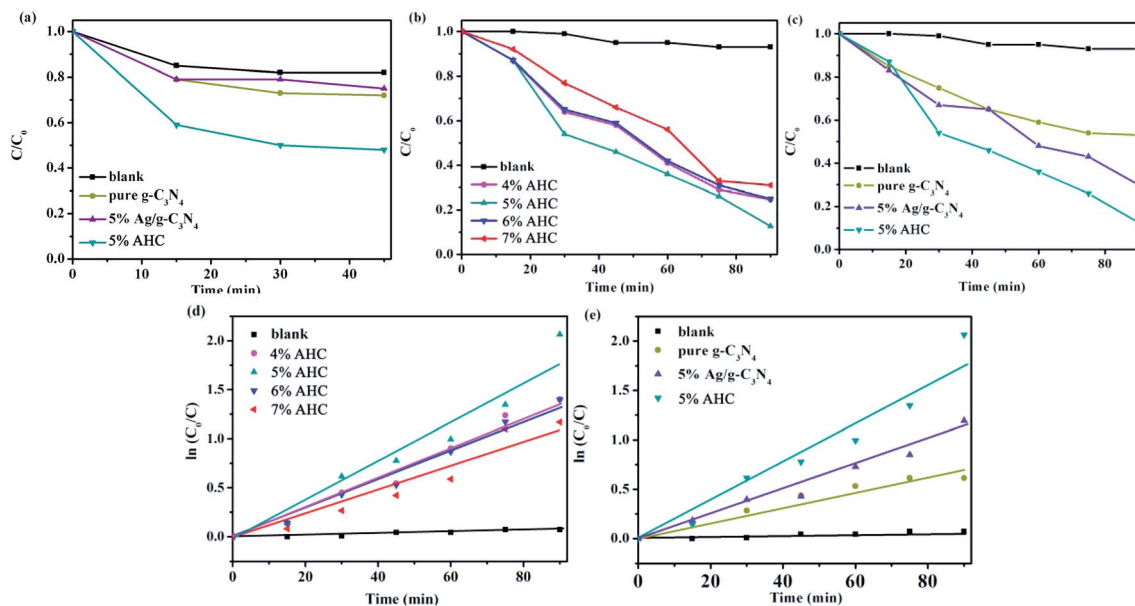 (a)
1.0
0.8
0.6
0.4
0.2
0.0
C/C₀
blank
pure g-C₃N₄
5% Ag/g-C₃N₄
5% AHC
0 10 20 30 40
Time (min)
(b)
1.0
0.8
0.6
0.4
0.2
0.0
C/C₀
blank
4% AHC
5% AHC
6% AHC
7% AHC
0 20 40 60 80
Time (min)
(c)
1.0
0.8
0.6
0.4
0.2
0.0
C/C₀
blank
pure g-C₃N₄
5% Ag/g-C₃N₄
5% AHC
0 20 40 60 80
Time (min)
(d)
2.0
1.5
1.0
0.5
0.0
ln (C₀/C)
blank
4% AHC
5% AHC
6% AHC
7% AHC
0 20 40 60 80
Time (min)
(e)
2.0
1.5
1.0
0.5
0.0
ln (C₀/C)
blank
pure g-C₃N₄
5% Ag/g-C₃N₄
5% AHC
0 20 30 40 60 80
Time (min)